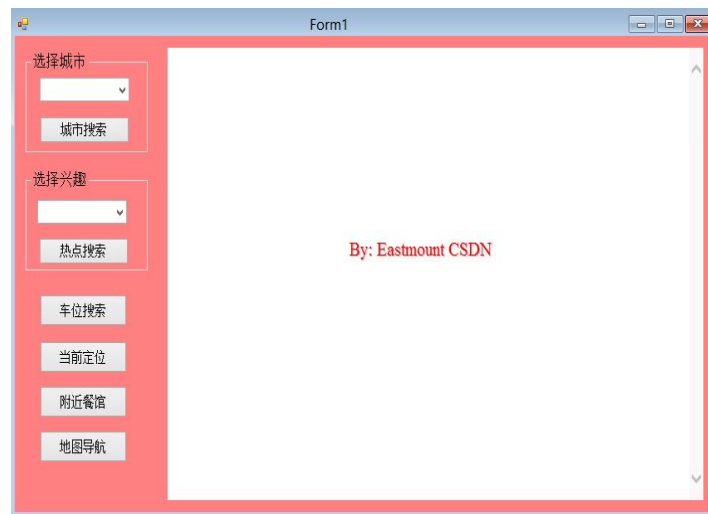 Form1
选择城市
城市搜索
选择兴趣
热点搜索
车位搜索
当前定位
附近餐馆
地图导航
By: Eastmount CSDN